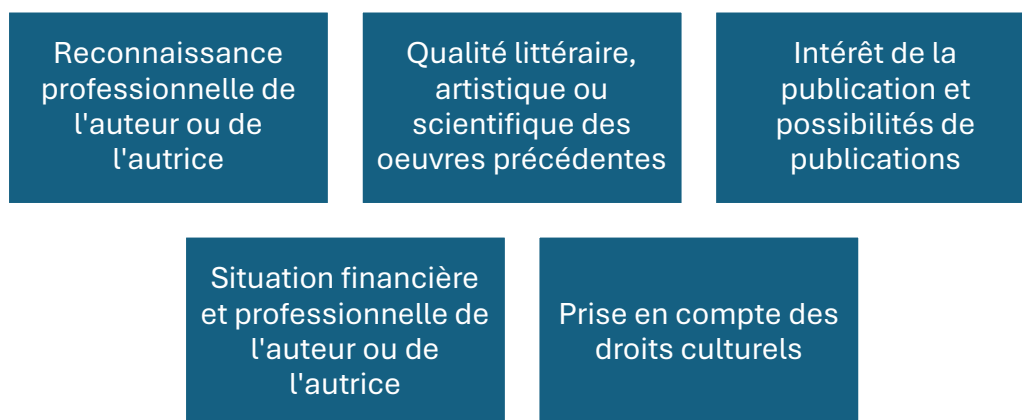 Reconnaissance
professionnelle de
l'auteur ou de
l'autrice
Qualité littéraire,
artistique ou
scientifique des
oeuvres précédentes
Intérêt de la
publication et
possibilités de
publications
Situation financière
et professionnelle de
l'auteur ou de
l'autrice
Prise en compte des
droits culturels